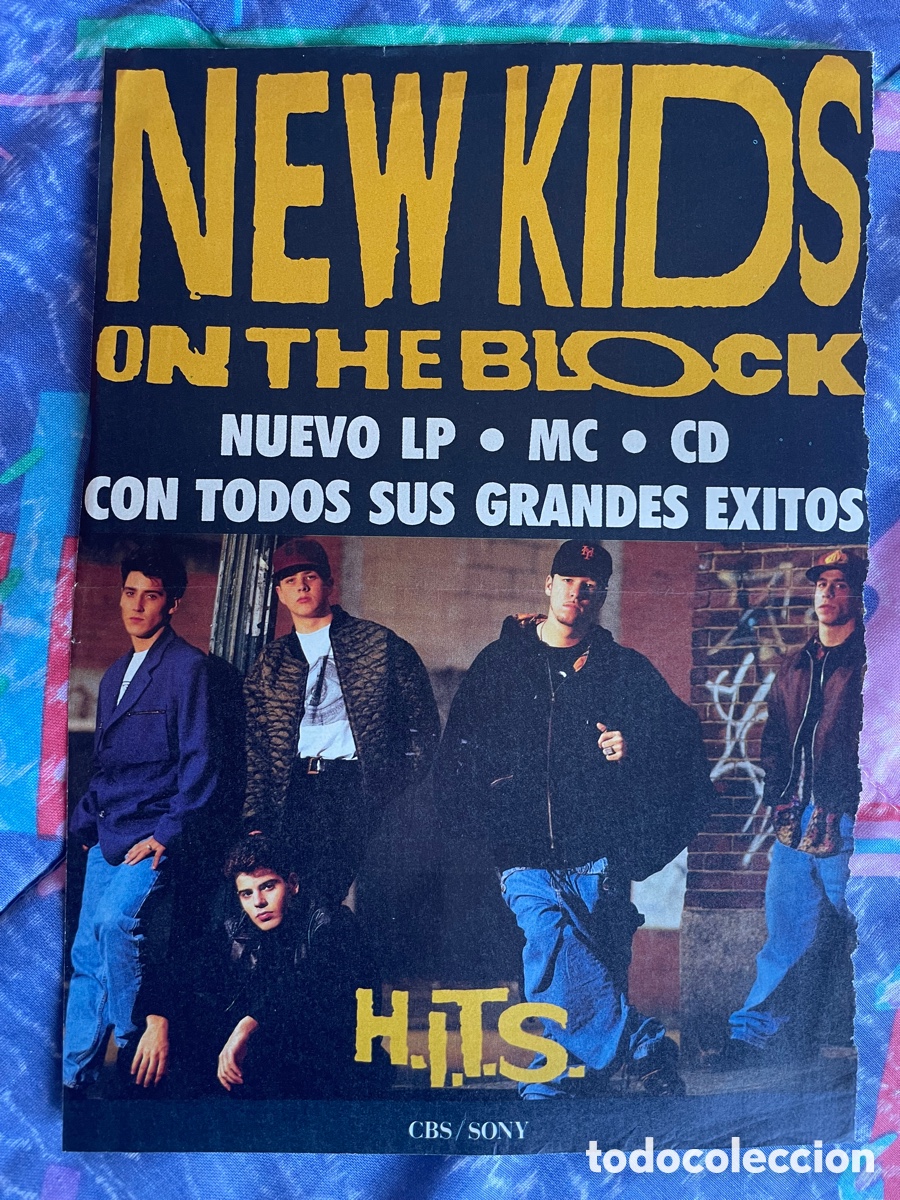 NEW KIDS
ON THE BLOCK
NUEVO LP • MC • CD
CON TODOS SUS GRANDES EXITOS
H.I.T.S.
CBS/SONY
todocoleccion